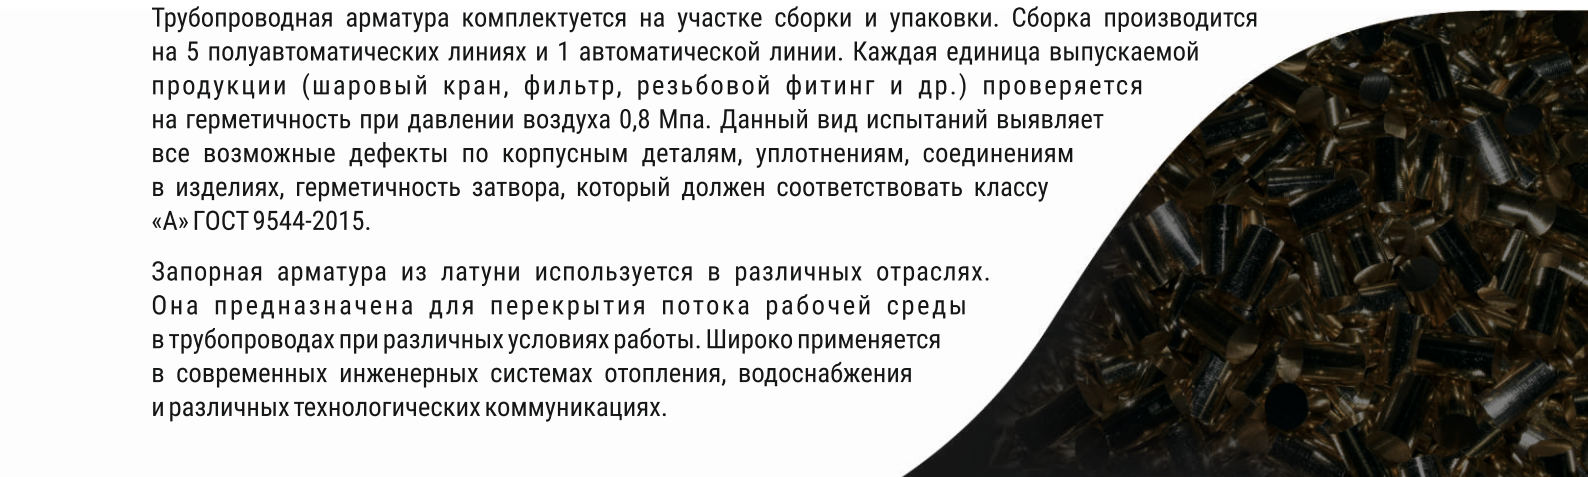 Трубопроводная арматура комплектуется на участке сборки и упаковки. Сборка производится
на 5 полуавтоматических линиях и 1 автоматической линии. Каждая единица выпускаемой
продукции (шаровый кран, фильтр, резьбовой фитинг и др.) проверяется
на герметичность при давлении воздуха 0,8 Мпа. Данный вид испытаний выявляет
все возможные дефекты по корпусным деталям, уплотнениям, соединениям
в изделиях, герметичность затвора, который должен соответствовать классу
«А» ГОСТ 9544-2015.
Запорная арматура из латуни используется в различных отраслях.
Она предназначена для перекрытия потока рабочей среды
в трубопроводах при различных условиях работы. Широко применяется
в современных инженерных системах отопления, водоснабжения
и различных технологических коммуникациях.